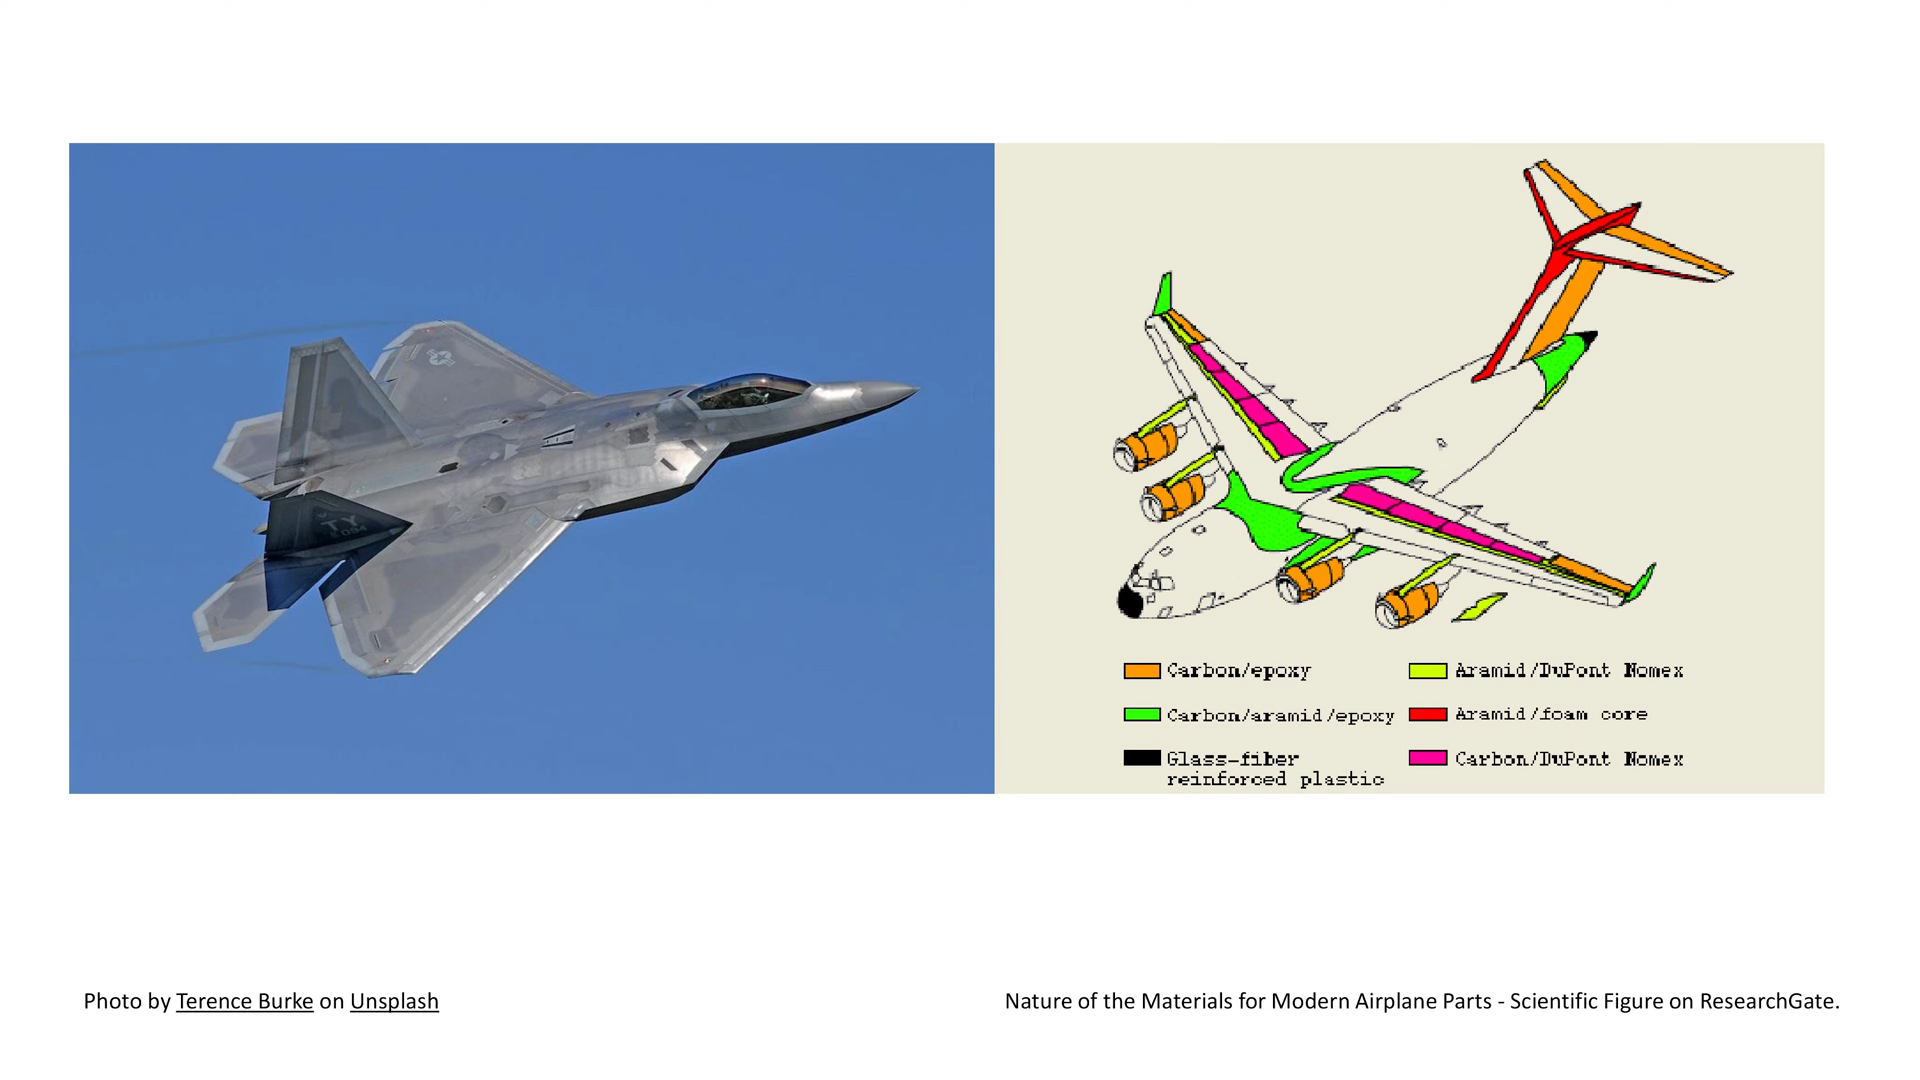 TY
Carbon/epoxy
Aramid/DuPont Nomex
Carbon/aramid/epoxy
Aramid/foam core
Glass-fiber
reinforced plastic
Carbon/DuPont Nomex
Photo by Terence Burke on Unsplash
Nature of the Materials for Modern Airplane Parts - Scientific Figure on ResearchGate.